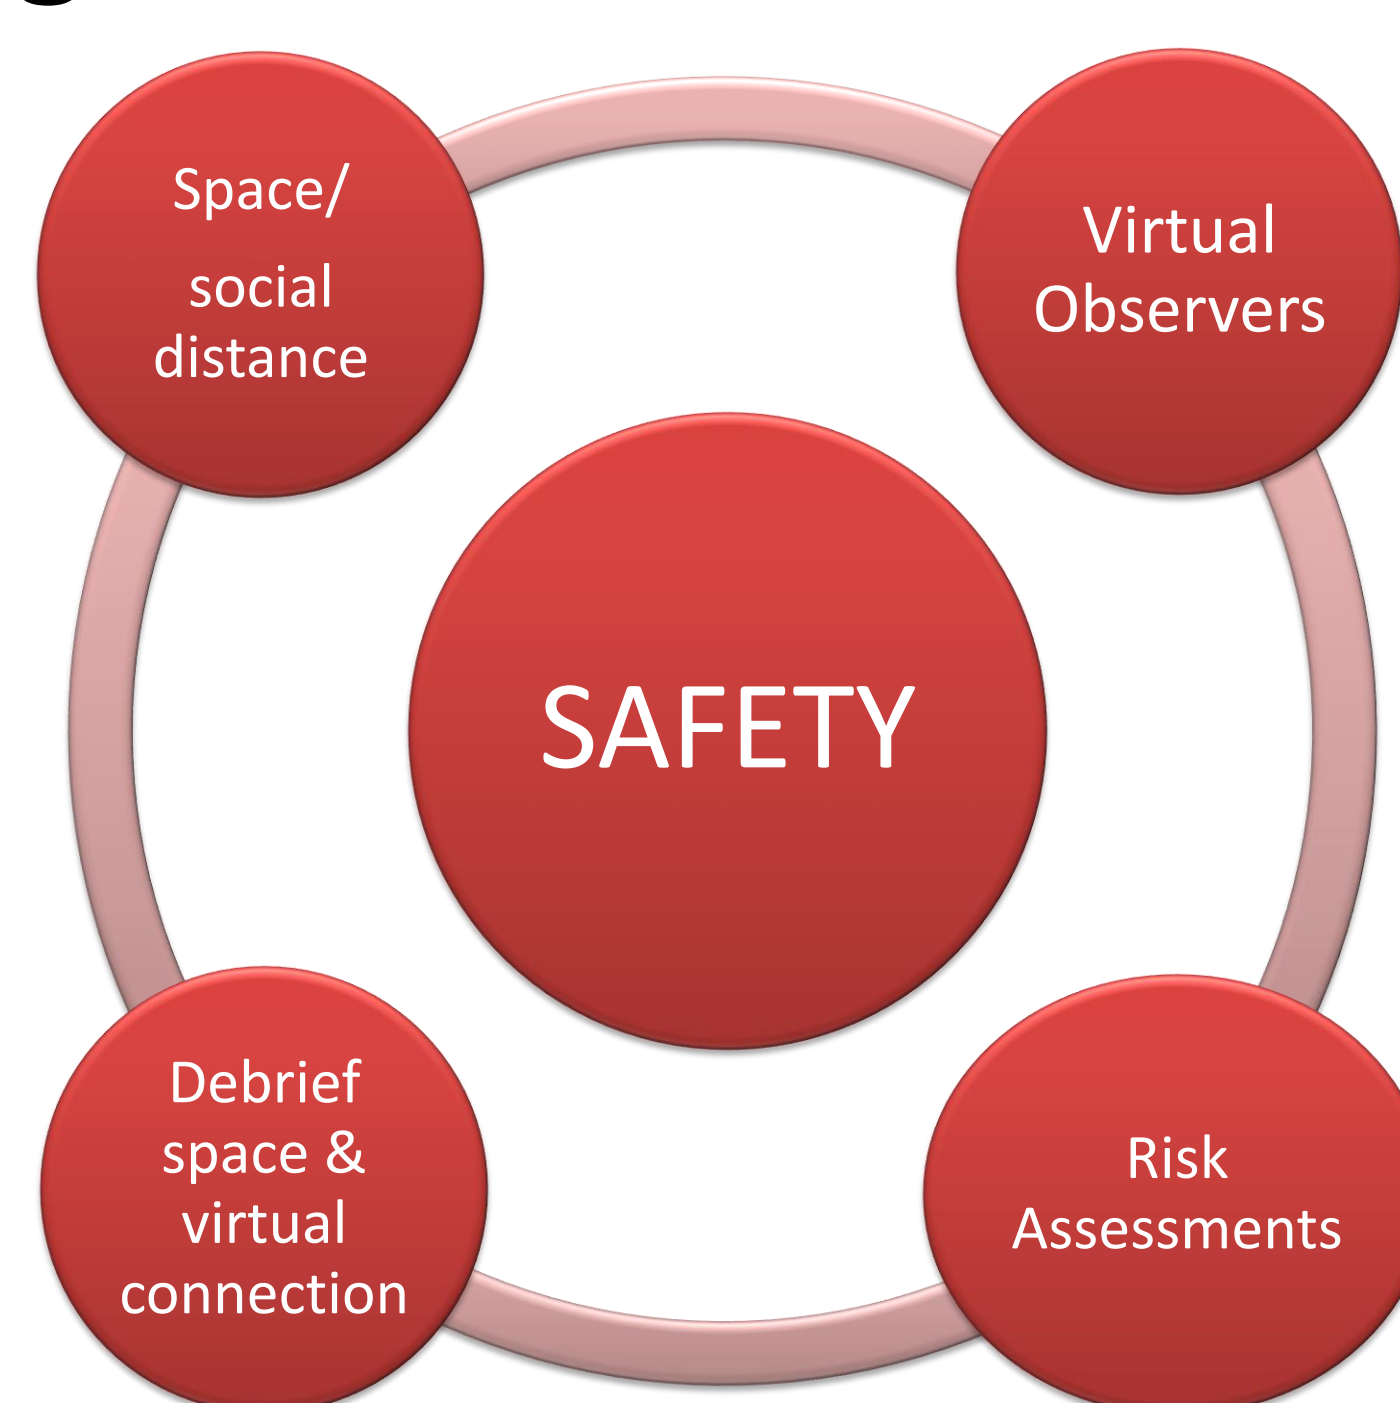 Space/
social
distance
Virtual
Observers
SAFETY
Debrief
space &
virtual
connection
Risk
Assessments